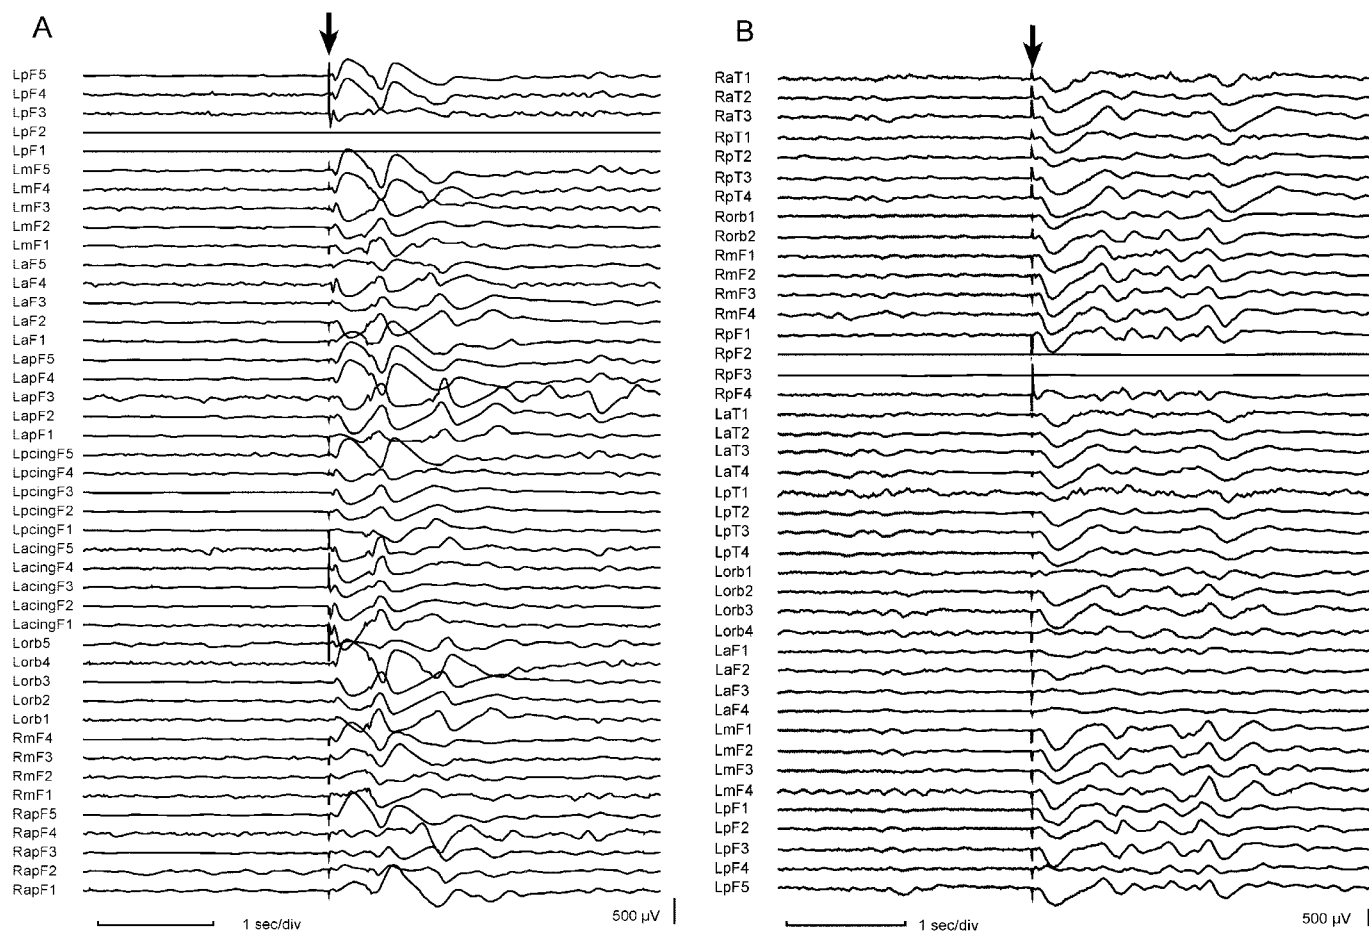 A
LpF5
LpF4
LpF3
LpF2
LpF1
LmF5
LmF4
LmF3
LmF2
LmF1
LaF5
LaF4
LaF3
LaF2
LaF1
LapF5
LapF4
LapF3
LapF2
LapF1
LpcingF5
LpcingF4
LpcingF3
LpcingF2
LpcingF1
LacingF5
LacingF4
LacingF3
LacingF2
LacingF1
Lorb5
Lorb4
Lorb3
Lorb2
Lorb1
RmF4
RmF3
RmF2
RmF1
RapF5
RapF4
RapF3
RapF2
RapF1
1 sec/div
500 µV
B
RaT1
RaT2
RaT3
RpT1
RpT2
RpT3
RpT4
Rorb1
Rorb2
RmF1
RmF2
RmF3
RmF4
RpF1
RpF2
RpF3
RpF4
LaT1
LaT2
LaT3
LaT4
LpT1
LpT2
LpT3
LpT4
Lorb1
Lorb2
Lorb3
Lorb4
LaF1
LaF2
LaF3
LaF4
LmF1
LmF2
LmF3
LmF4
LpF1
LpF2
LpF3
LpF4
LpF5
1 sec/div
500 µV